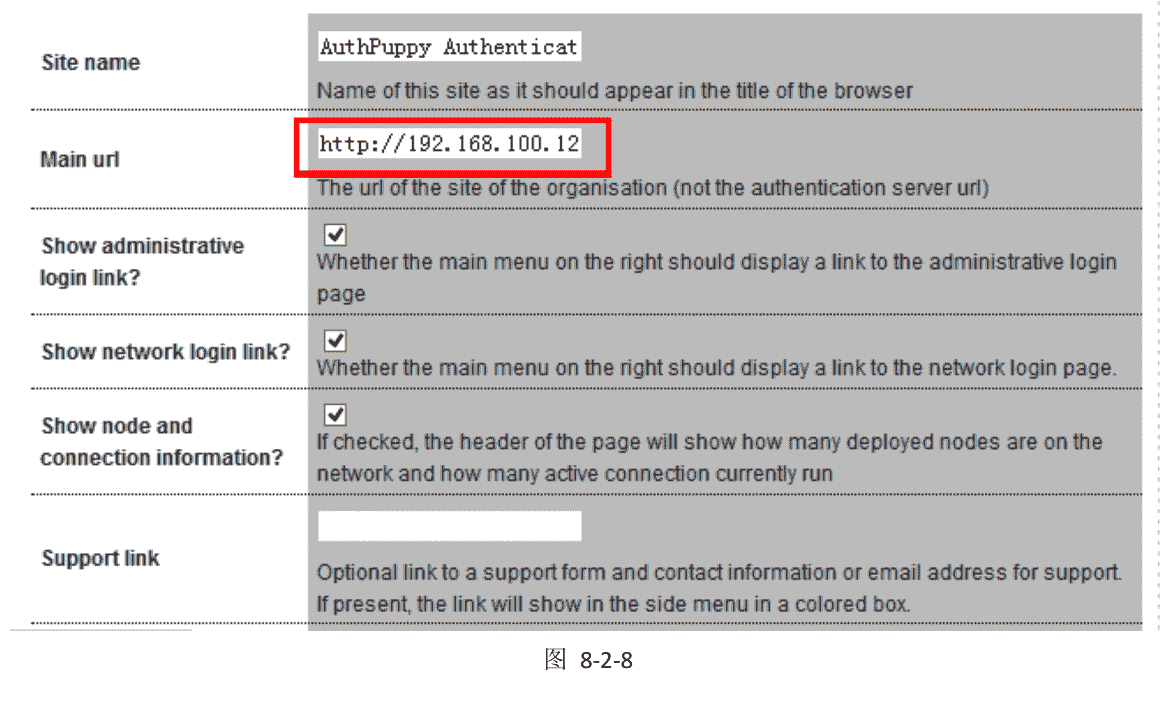 Site name
AuthPuppy Authenticat
Name of this site as it should appear in the title of the browser
Main url
http://192.168.100.12
The url of the site of the organisation (not the authentication server url)
Show administrative
login link?
Whether the main menu on the right should display a link to the administrative login
page
Show network login link?
Whether the main menu on the right should display a link to the network login page.
Show node and
connection information?
If checked, the header of the page will show how many deployed nodes are on the
network and how many active connection currently run
Support link
Optional link to a support form and contact information or email address for support.
If present, the link will show in the side menu in a colored box.
图 8-2-8